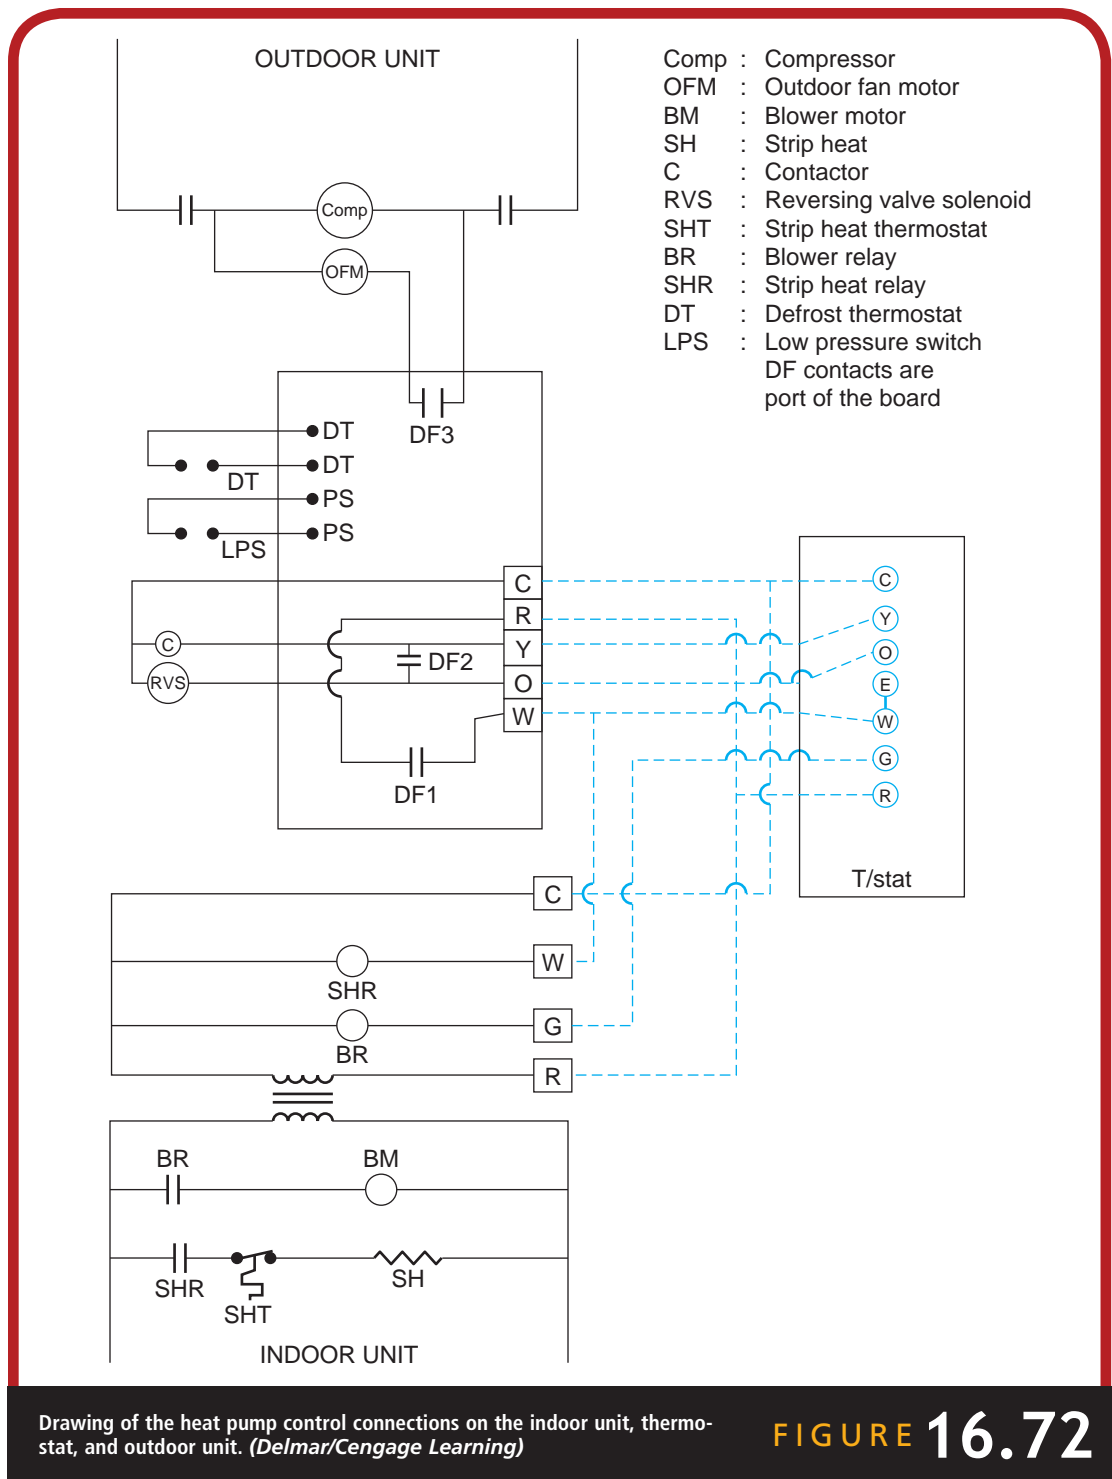 OUTDOOR UNIT
Comp : Compressor
OFM : Outdoor fan motor
BM : Blower motor
SH : Strip heat
C : Contactor
RVS : Reversing valve solenoid
SHT : Strip heat thermostat
BR : Blower relay
SHR : Strip heat relay
DT : Defrost thermostat
LPS : Low pressure switch
DF contacts are
port of the board
Comp
OFM
DF3
DT
DT
DT
PS
PS
LPS
C
R
Y
O
W
C
RVS
DF2
DF1
C
Y
O
E
W
G
R
T/stat
C
W
SHR
G
BR
R
BR
BM
SHR
SHT
SH
INDOOR UNIT
Drawing of the heat pump control connections on the indoor unit, thermo-
stat, and outdoor unit. (Delmar/Cengage Learning)
FIGURE 16.72